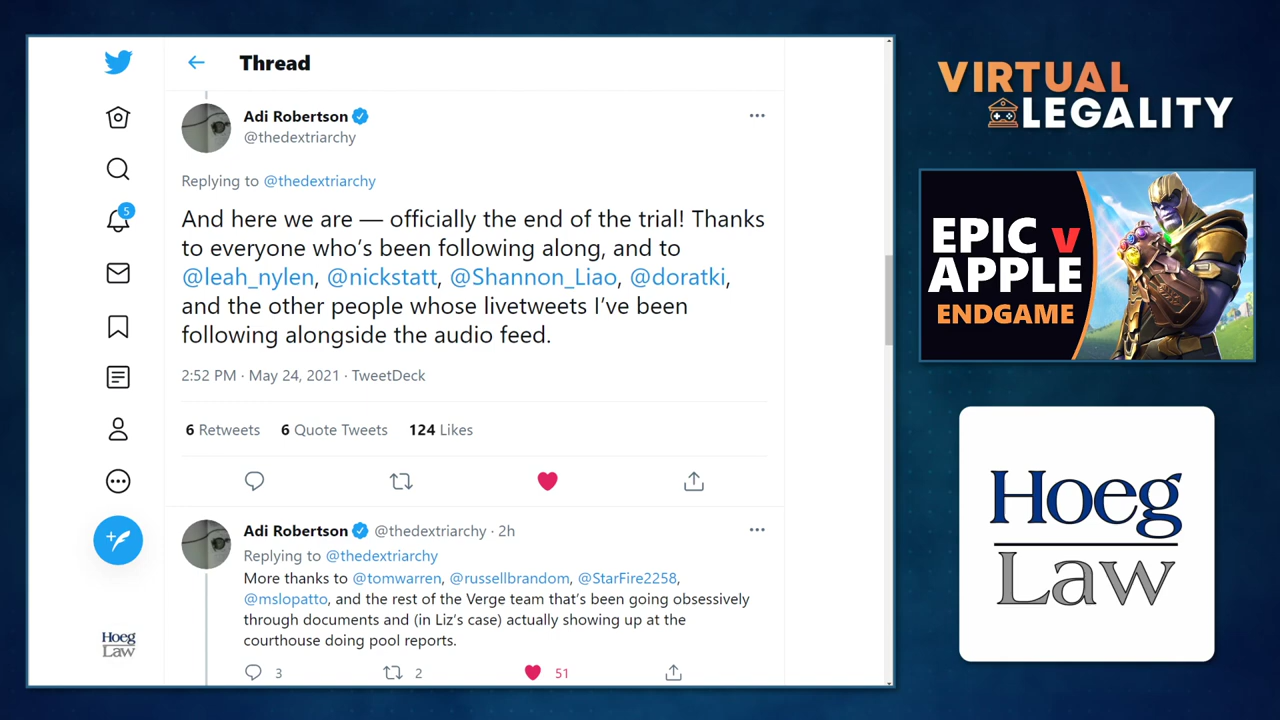 Thread
Adi Robertson
@thedextriarchy
Replying to @thedextriarchy
And here we are — officially the end of the trial! Thanks
to everyone who's been following along, and to
@leah_nylen, @nickstatt, @Shannon_Liao, @doratki,
and the other people whose livetweets I've been
following alongside the audio feed.
2:52 PM · May 24, 2021 · TweetDeck
6 Retweets 6 Quote Tweets 124 Likes
Adi Robertson @thedextriarchy · 2h
Replying to @thedextriarchy
More thanks to @tomwarren, @russellbrandom, @StarFire2258,
@mslopatto, and the rest of the Verge team that's been going obsessively
through documents and (in Liz's case) actually showing up at the
courthouse doing pool reports.
3 2 51
5
Hoeg
Law
VIRTUAL
LEGALITY
EPIC v
APPLE
ENDGAME
Hoeg
Law